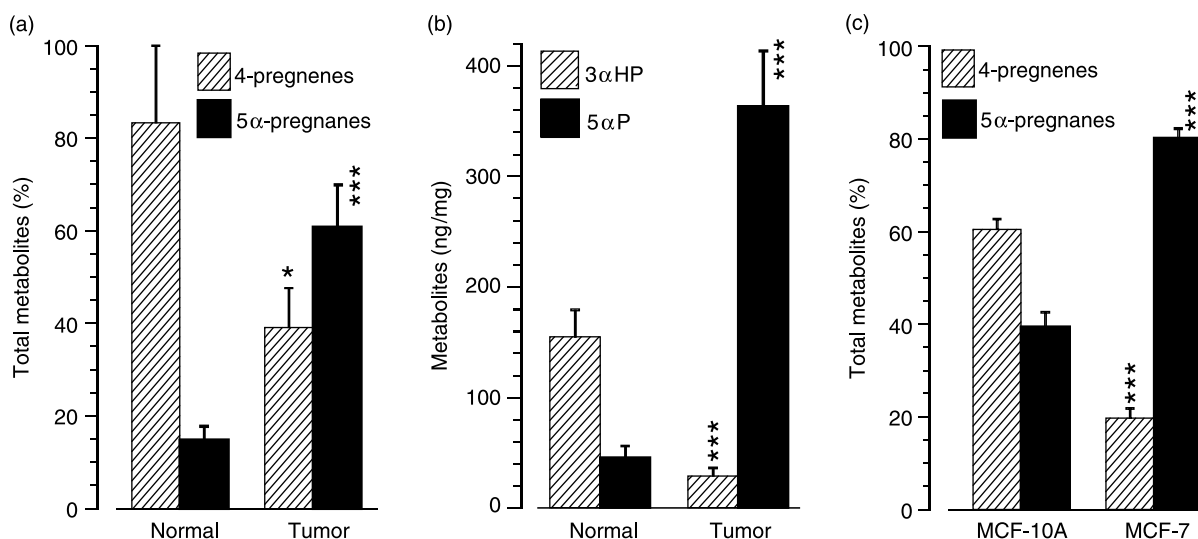 (a)
Total metabolites (%)
100
80
60
40
20
0
4-pregnenes
5α-pregnanes
*
***
Normal
Tumor
(b)
Metabolites (ng/mg)
400
300
200
100
0
3αHP
5αP
***
***
Normal
Tumor
(c)
Total metabolites (%)
100
80
60
40
20
0
4-pregnenes
5α-pregnanes
***
***
MCF-10A
MCF-7